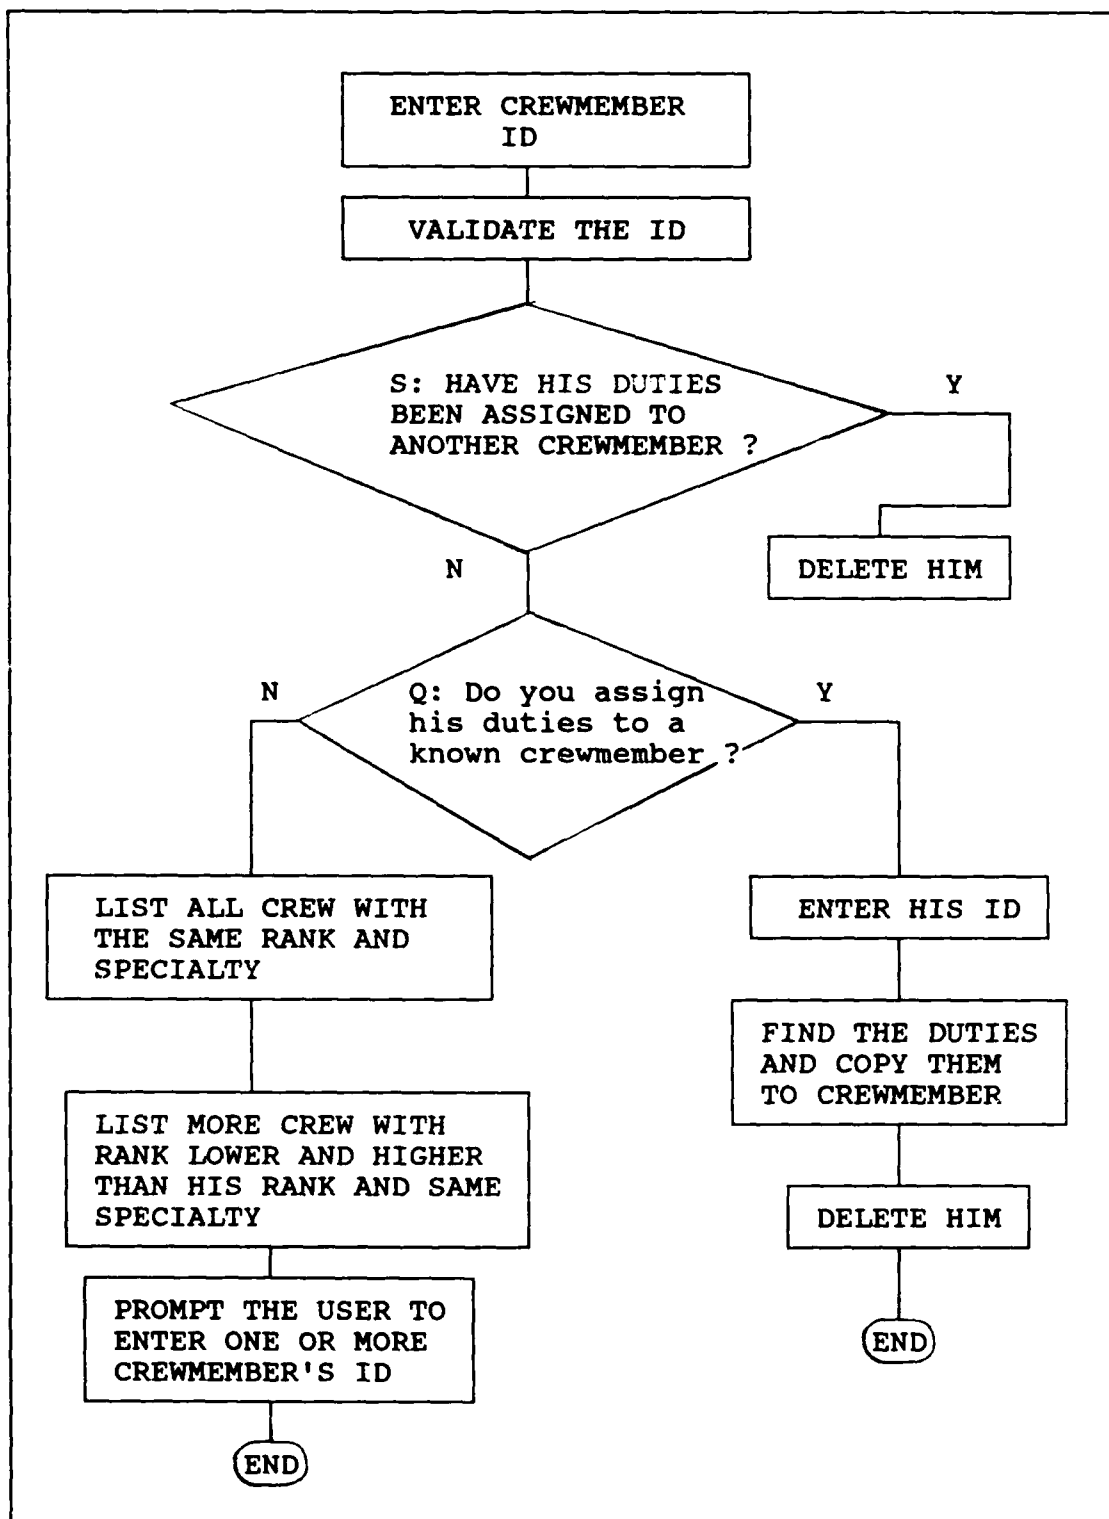 ENTER CREWMEMBER
ID
VALIDATE THE ID
S: HAVE HIS DUTIES
BEEN ASSIGNED TO
ANOTHER CREWMEMBER ?
Y
DELETE HIM
N
N
Q: Do you assign
his duties to a
known crewmember ?
Y
LIST ALL CREW WITH
THE SAME RANK AND
SPECIALTY
LIST MORE CREW WITH
RANK LOWER AND HIGHER
THAN HIS RANK AND SAME
SPECIALTY
PROMPT THE USER TO
ENTER ONE OR MORE
CREWMEMBER'S ID
END
ENTER HIS ID
FIND THE DUTIES
AND COPY THEM
TO CREWMEMBER
DELETE HIM
END